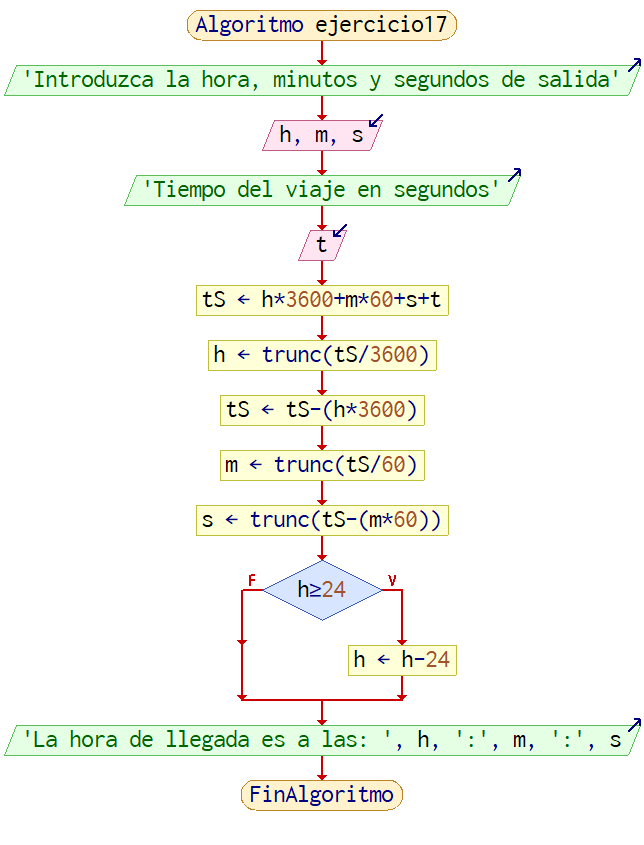 Algoritmo ejercicio17
'Introduzca la hora, minutos y segundos de salida'
h, m, s
'Tiempo del viaje en segundos'
t
tS ← h*3600+m*60+s+t
h ← trunc(tS/3600)
tS ← tS-(h*3600)
m ← trunc(tS/60)
s ← trunc(tS-(m*60))
F
V
h≥24
h ← h-24
'La hora de llegada es a las: ', h, ':', m, ':', s
FinAlgoritmo